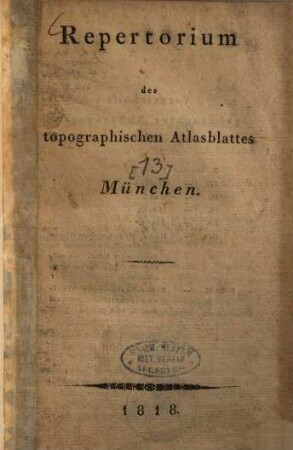 Repertorium
des
topographischen Atlasblattes
[13]
München.
1818.